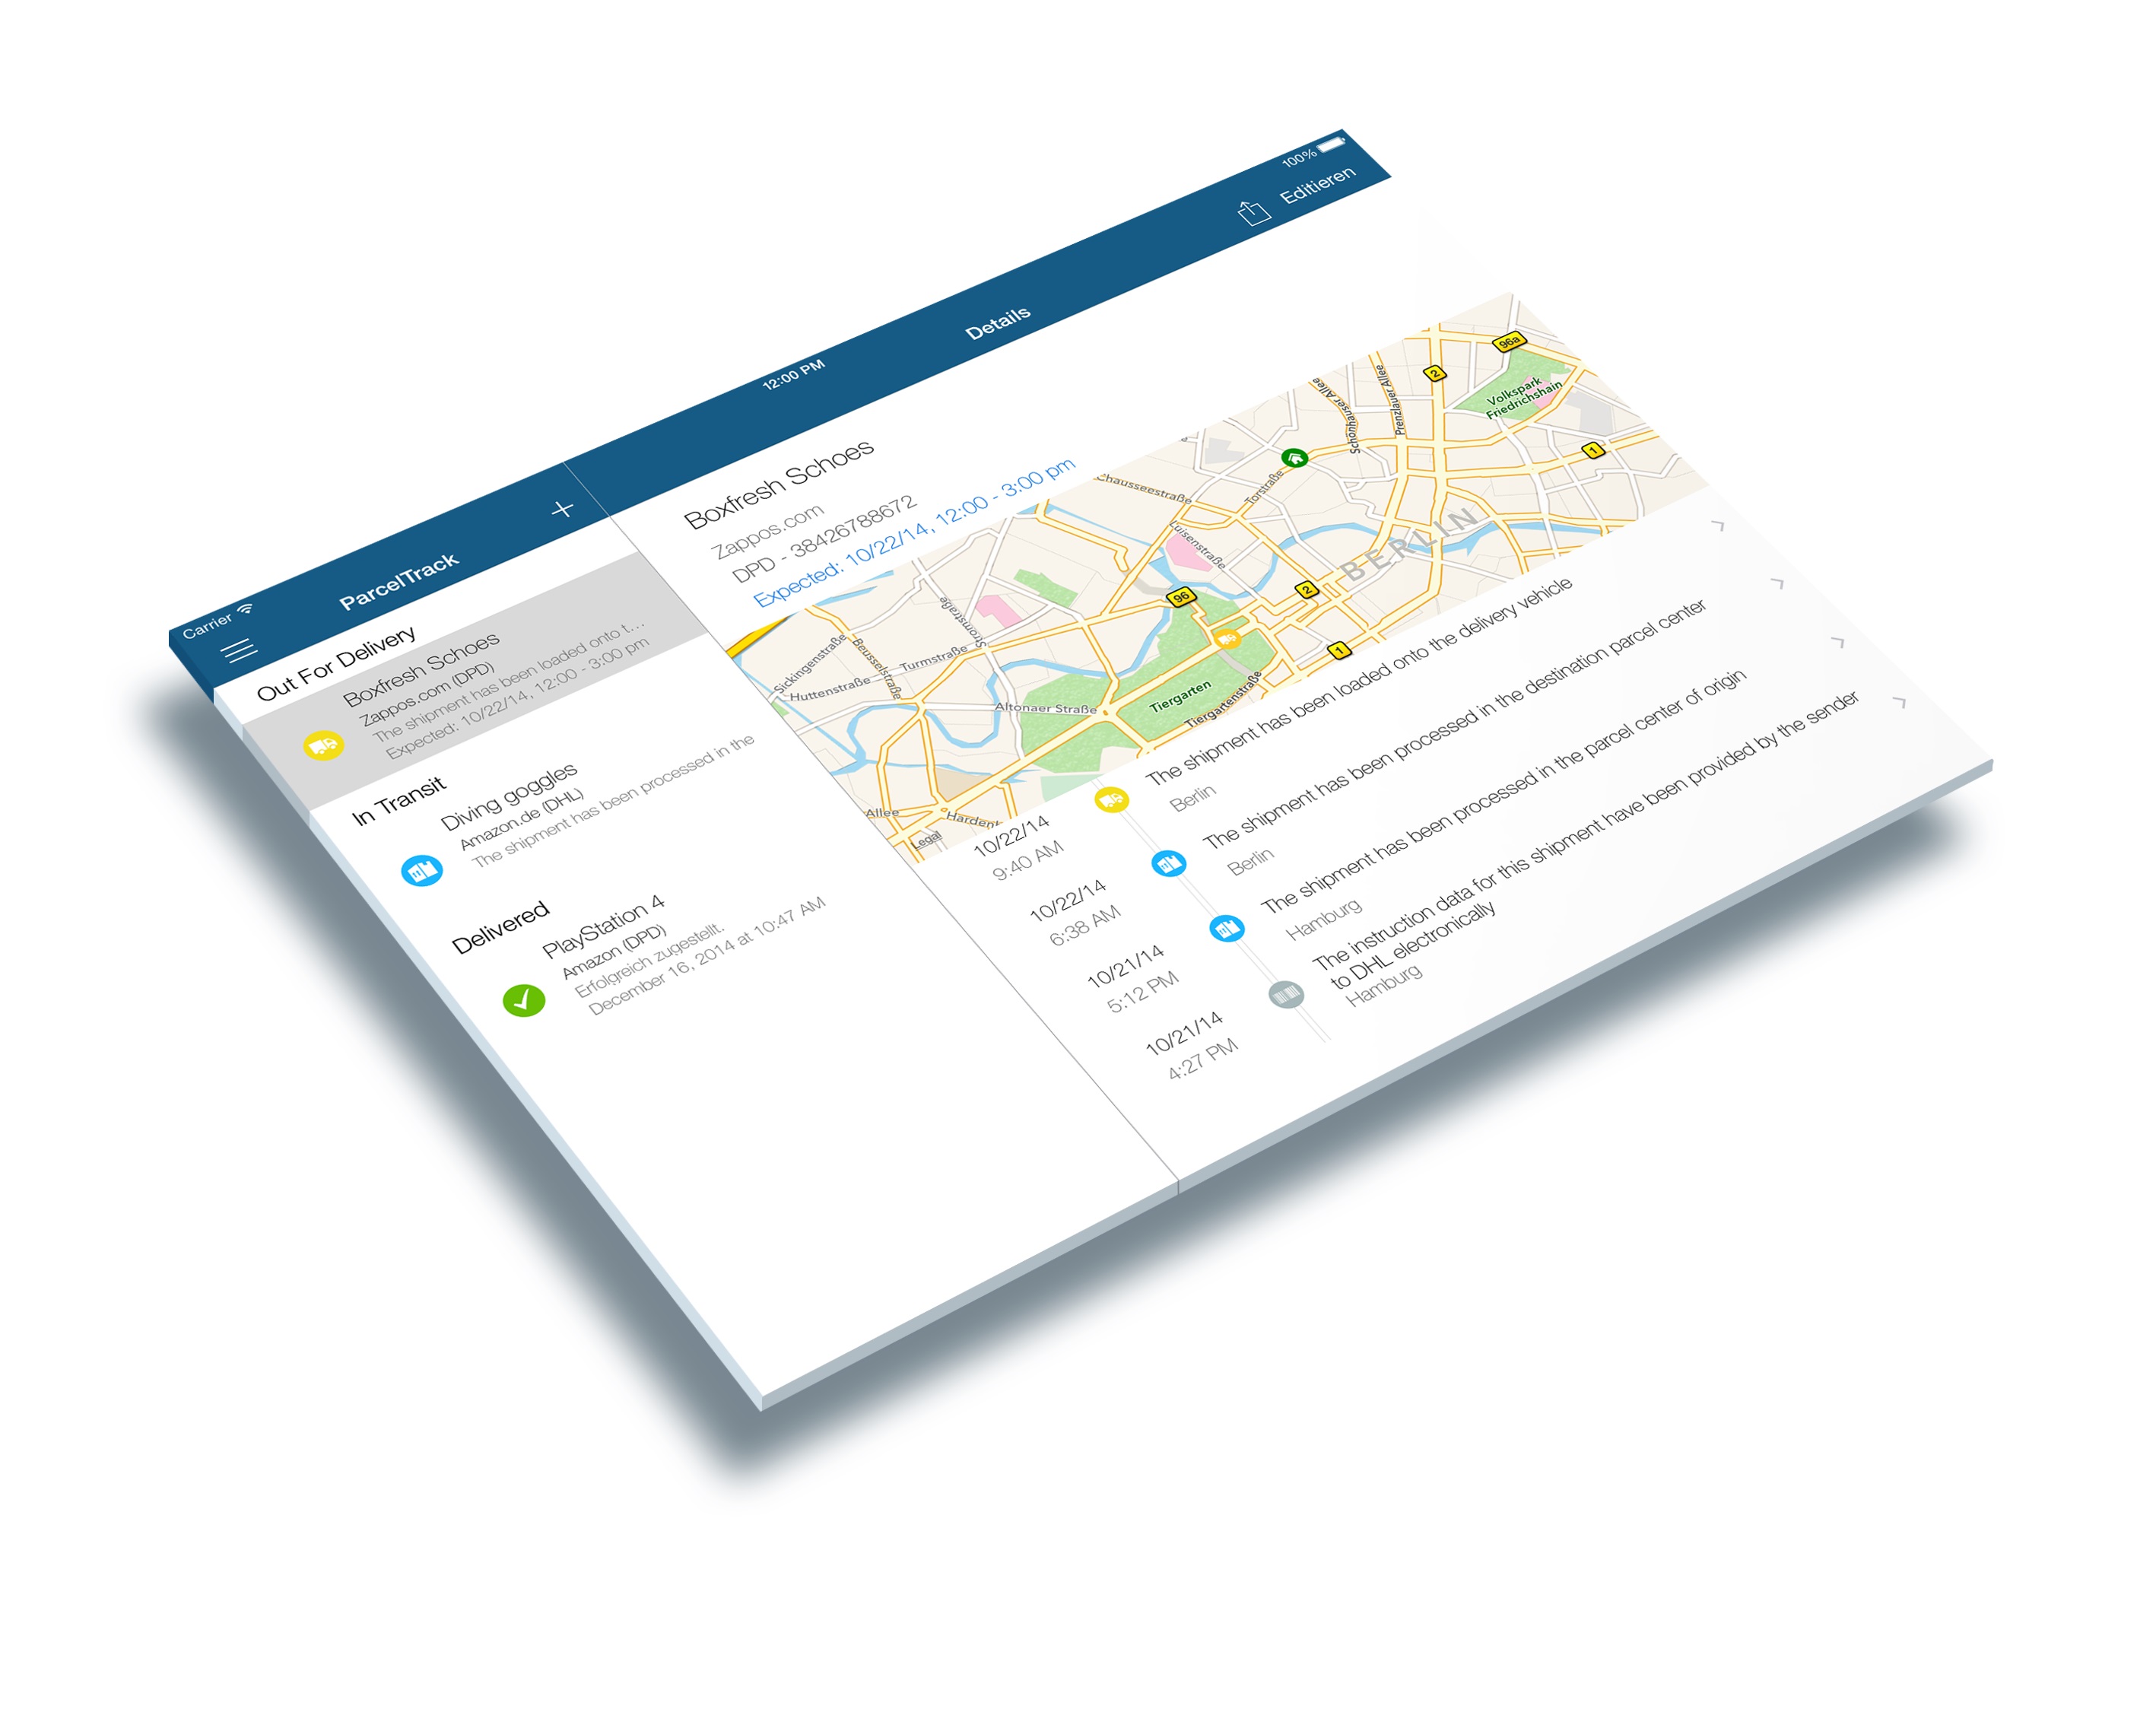 Carrier
12:00 PM
100%
ParcelTrack
Details
Editieren
Out For Delivery
Boxfresh Schoes
Zappos.com (DPD)
The shipment has been loaded onto t...
Expected: 10/22/14, 12:00 - 3:00 pm
In Transit
Diving goggles
Amazon.de (DHL)
The shipment has been processed in the
Delivered
PlayStation 4
Amazon (DPD)
Erfolgreich zugestellt.
December 16, 2014 at 10:47 AM
Boxfresh Schoes
Zappos.com
DPD - 38426788672
Expected: 10/22/14, 12:00 - 3:00 pm
96a
2
Volkspark
Friedrichshain
1
Prenzlauer Allee
Schönhauser Allee
Torstraße
Chausseestraße
Luisenstraße
BERLIN
96
2
1
Stromstraße
Sickingenstraße
Beusselstraße
Turmstraße
Huttenstraße
Altonaer Straße
Tiergarten
Tiergartenstraße
Allee
Hardenb
Legal
10/22/14
9:40 AM
The shipment has been loaded onto the delivery vehicle
Berlin
10/22/14
6:38 AM
The shipment has been processed in the destination parcel center
Berlin
10/21/14
5:12 PM
The shipment has been processed in the parcel center of origin
Hamburg
10/21/14
4:27 PM
The instruction data for this shipment have been provided by the sender
to DHL electronically
Hamburg